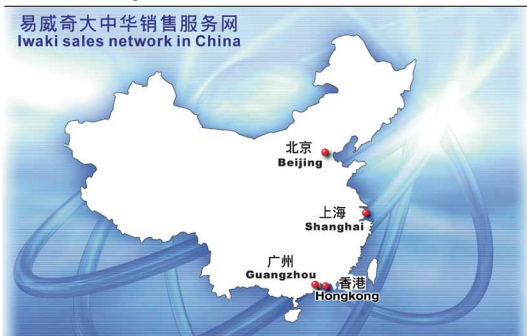 易威奇大中华销售服务网
Iwaki sales network in China
北京
Beijing
上海
Shanghai
广州
Guangzhou
香港
Hongkong